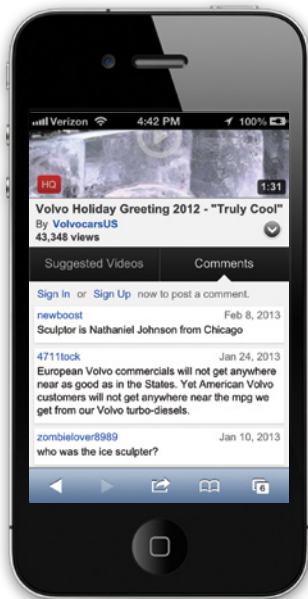 Verizon 4:42 PM 100%
HQ 1:31
Volvo Holiday Greeting 2012 - "Truly Cool"
By VolvocarsUS
43,348 views
Suggested Videos Comments
Sign In or Sign Up now to post a comment.
newboost Feb 8, 2013
Sculptor is Nathaniel Johnson from Chicago
4711tock Jan 24, 2013
European Volvo commercials will not get anywhere
near as good as in the States. Yet American Volvo
customers will not get anywhere near the mpg we
get from our Volvo turbo-diesels.
zombielover8989 Jan 10, 2013
who was the ice sculpter?
6